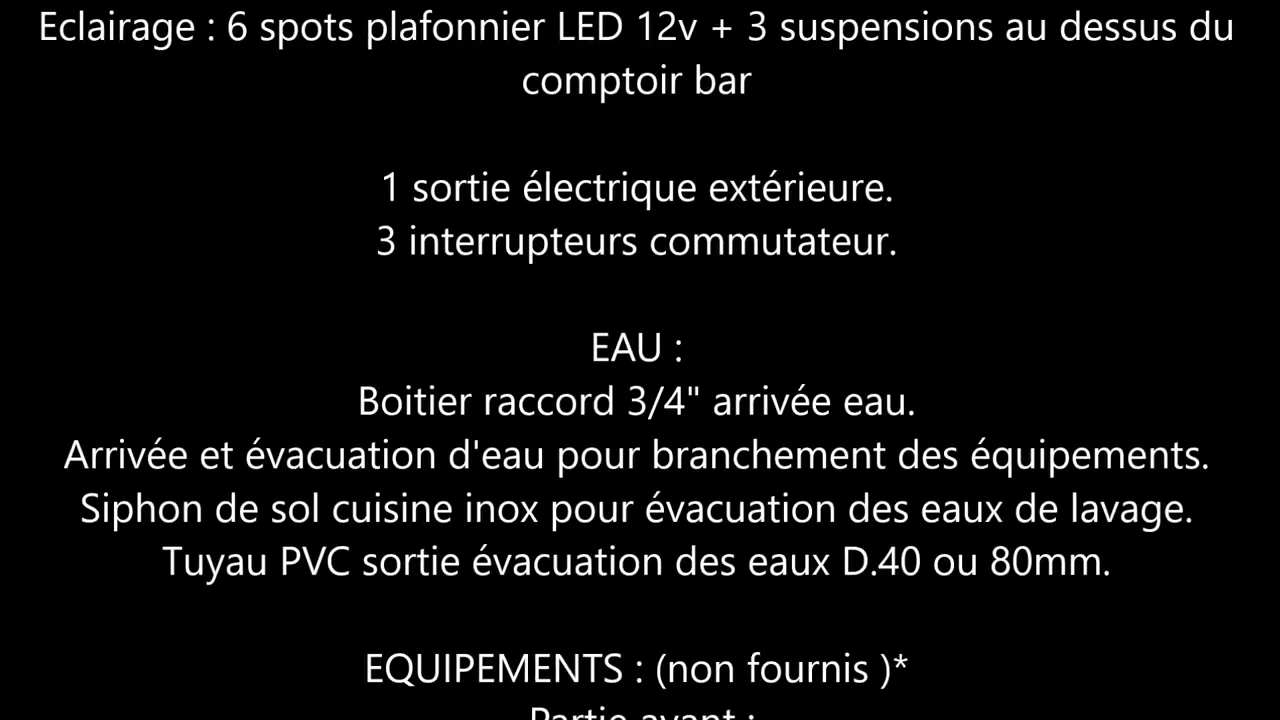 Eclairage : 6 spots plafonnier LED 12v + 3 suspensions au dessus du
comptoir bar
1 sortie électrique extérieure.
3 interrupteurs commutateur.
EAU :
Boitier raccord 3/4" arrivée eau.
Arrivée et évacuation d'eau pour branchement des équipements.
Siphon de sol cuisine inox pour évacuation des eaux de lavage.
Tuyau PVC sortie évacuation des eaux D.40 ou 80mm.
EQUIPEMENTS : (non fournis )*
Partie avant :